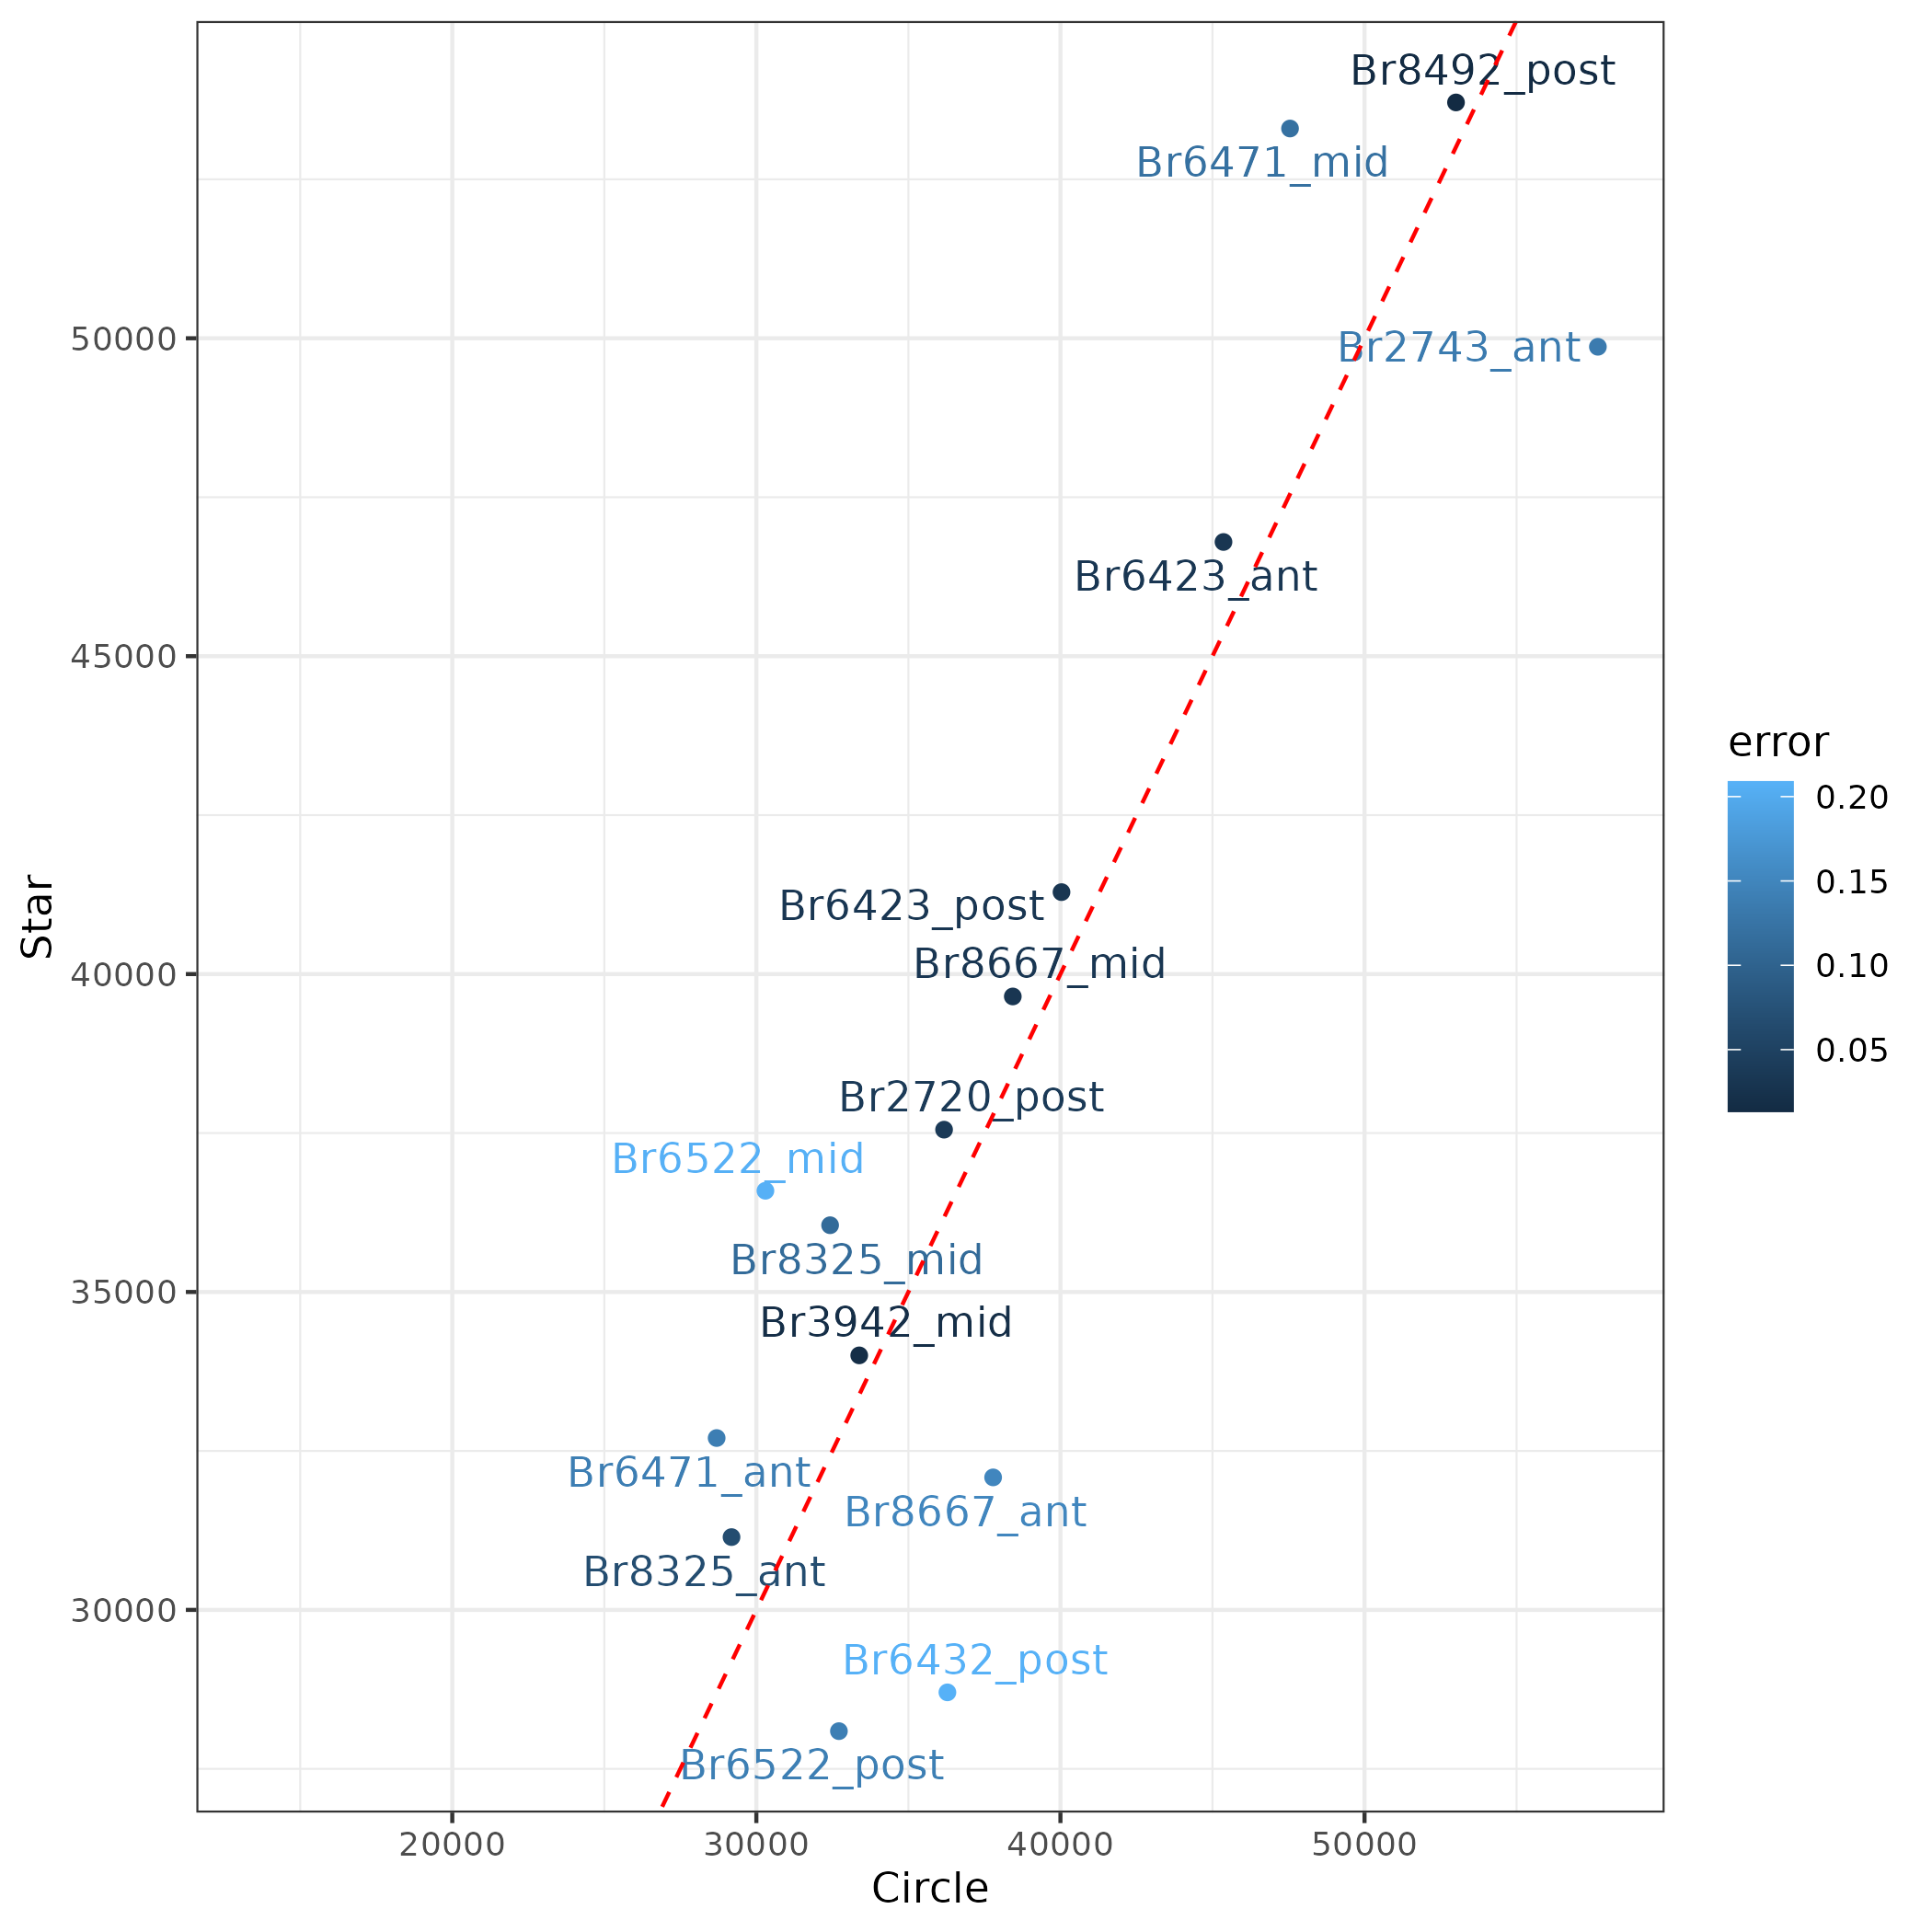 Br8492_post
Br6471_mid
50000
Br2743_ant
Br6423_ant
45000
error
0.20
0.15
Br6423_post
Star
0.10
Br8667_mid
40000
0.05
Br2720_post
Br6522_mid
Br8325_mid
35000
Br3942_mid
Br6471_ant
Br8667_ant
Br8325_ant
30000
Br6432_post
Br6522_post
20000
30000
40000
50000
Circle